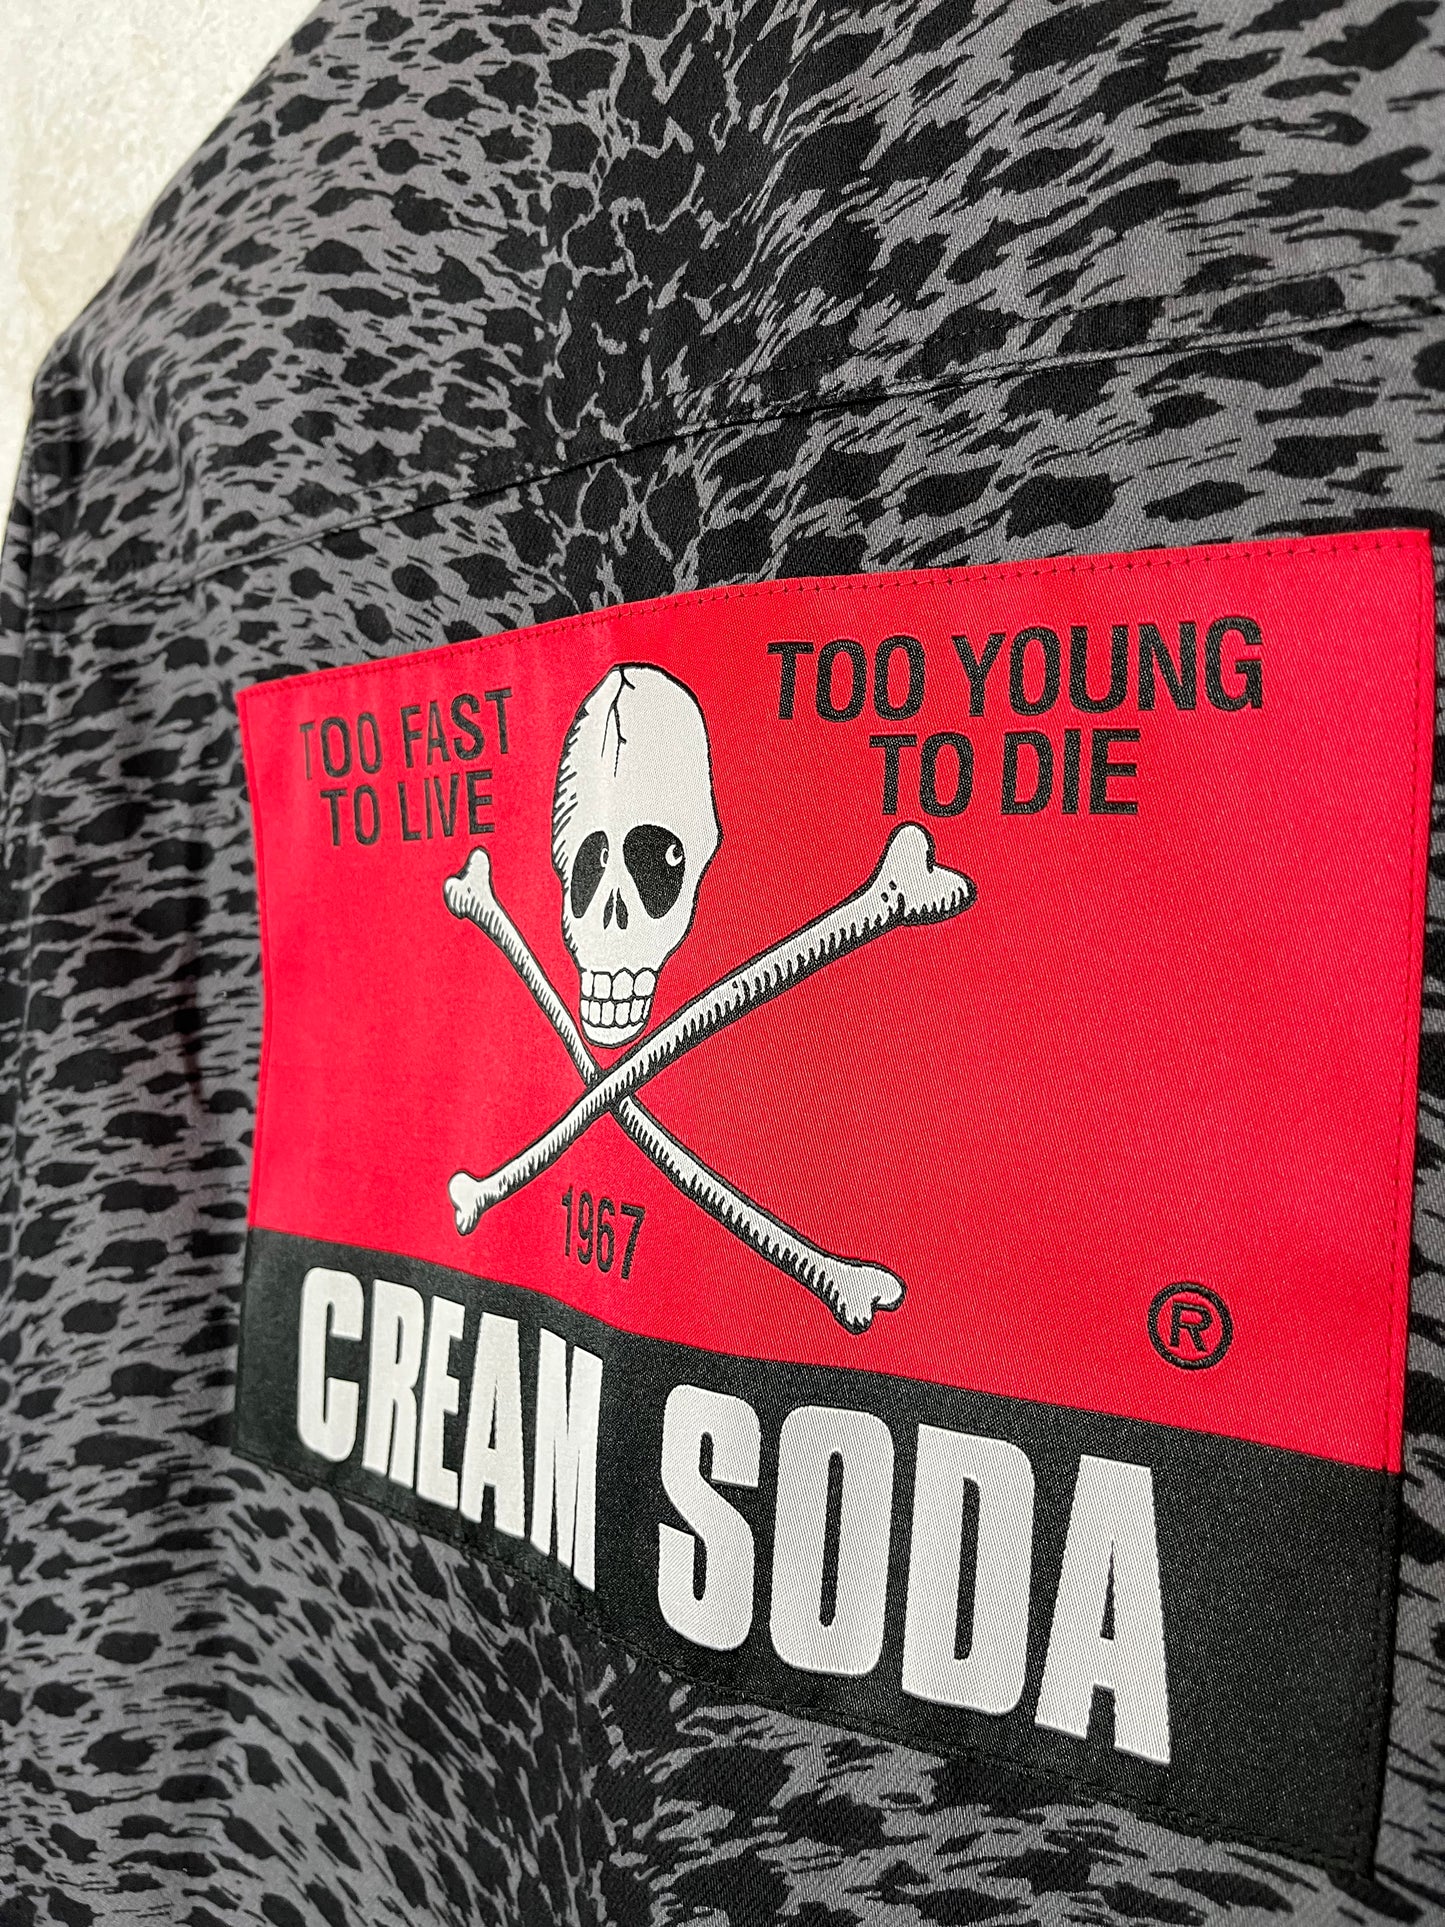 TOO FAST
TO LIVE
TOO YOUNG
TO DIE
1967
®
CREAM SODA